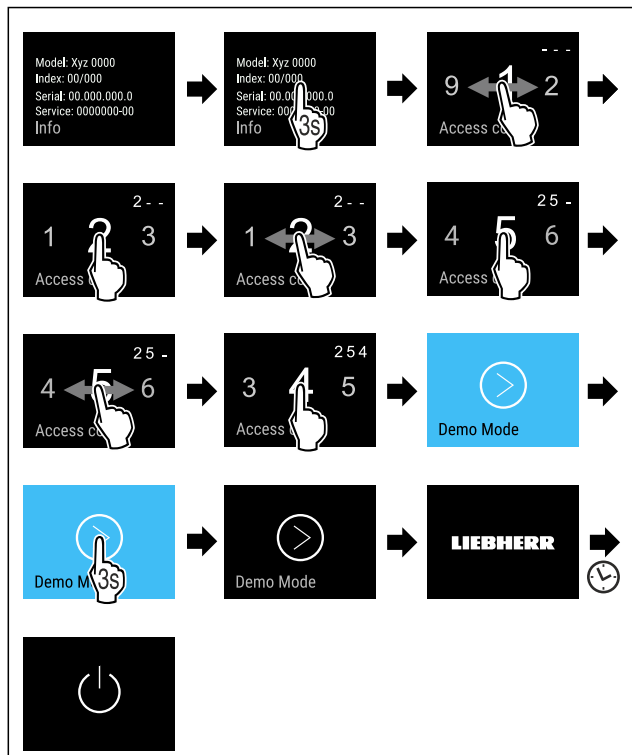 Model: Xyz 0000
Index: 00/000
Serial: 00.000.000.0
Service: 0000000-00
Info
Model: Xyz 0000
Index: 00/000
Serial: 00.000.0
Service: 00 00-00
Info
3s
- - -
9 1 2
Access
2 - -
1 2 3
Access
2 - -
1 2 3
Access
2 5 -
4 5 6
Access
2 5 -
4 5 6
Access
2 5 4
3 4 5
Access
Demo Mode
Demo
3s
Demo Mode
LIEBHERR